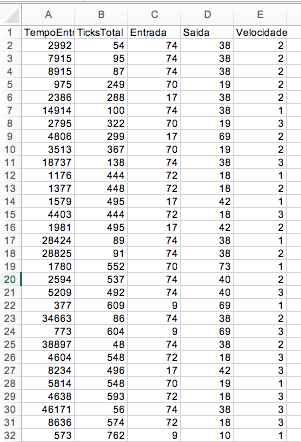 A B C D E
1 TempoEntr TicksTotal Entrada Saida Velocidade
2 2992 54 74 38 2
3 7915 95 74 38 2
4 8915 87 74 38 2
5 975 249 70 19 2
6 2386 288 17 38 2
7 14914 100 74 38 1
8 2795 322 70 19 3
9 4806 299 17 69 2
10 3513 367 70 19 2
11 18737 138 74 38 3
12 1176 444 72 18 1
13 1377 448 72 18 2
14 1579 495 17 42 1
15 4403 444 72 18 3
16 1981 495 17 42 2
17 28424 89 74 38 1
18 28825 91 74 38 2
19 1780 552 70 73 1
20 2594 537 74 40 2
21 5209 492 74 40 3
22 377 609 9 69 1
23 34663 86 74 38 2
24 773 604 9 69 3
25 38897 48 74 38 2
26 4604 548 72 18 3
27 8234 496 17 42 3
28 5814 548 70 19 1
29 4638 593 72 18 3
30 46171 56 74 38 3
31 8636 574 72 18 3
32 573 762 9 10 1